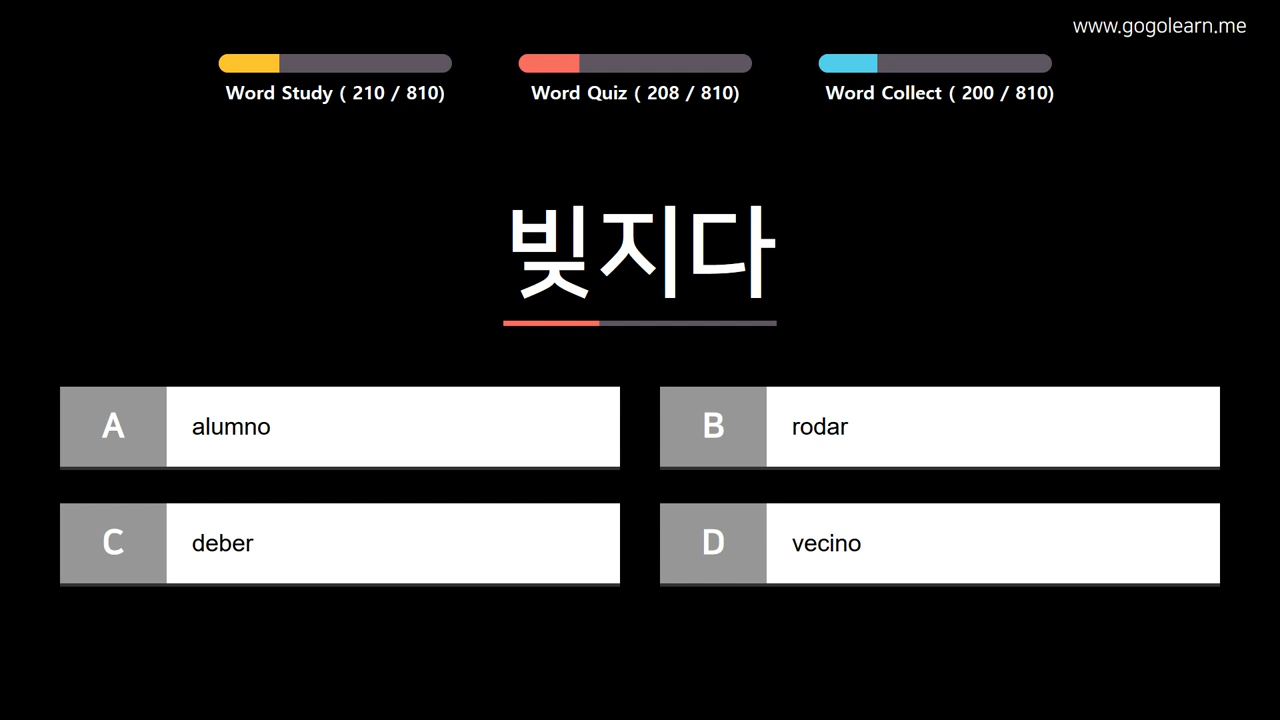 www.gogolearn.me
Word Study ( 210 / 810)
Word Quiz ( 208 / 810)
Word Collect ( 200 / 810)
빚지다
A alumno
B rodar
C deber
D vecino